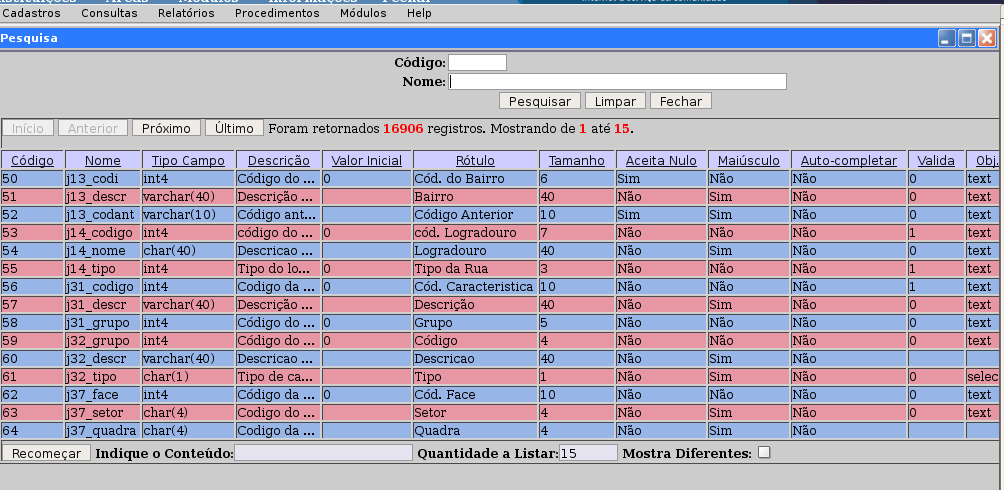 Cadastros Consultas Relatórios Procedimentos Módulos Help
Pesquisa
Código:
Nome:
Pesquisar Limpar Fechar
Início Anterior Próximo Último Foram retornados 16906 registros. Mostrando de 1 até 15.
Código Nome Tipo Campo Descrição Valor Inicial Rótulo Tamanho Aceita Nulo Maiúsculo Auto-completar Valida Obj.
50 j13_codi int4 Código do ... 0 Cód. do Bairro 6 Sim Não Não 0 text
51 j13_descr varchar(40) Descrição ... Bairro 40 Não Sim Não 0 text
52 j13_codant varchar(10) Código ant... Código Anterior 10 Sim Sim Não 0 text
53 j14_codigo int4 código do ... 0 cód. Logradouro 7 Não Não Não 1 text
54 j14_nome char(40) Descricao ... Logradouro 40 Não Sim Não 0 text
55 j14_tipo int4 Tipo do lo... 0 Tipo da Rua 3 Não Não Não 1 text
56 j31_codigo int4 Codigo da ... 0 Cód. Caracteristica 10 Não Não Não 1 text
57 j31_descr varchar(40) Descrição ... Descrição 40 Não Sim Não 0 text
58 j31_grupo int4 Código do ... 0 Grupo 5 Não Não Não 0 text
59 j32_grupo int4 Código do ... 0 Código 4 Não Não Não 0 text
60 j32_descr varchar(40) Descricao ... Descricao 40 Não Sim Não
61 j32_tipo char(1) Tipo de ca... Tipo 1 Não Sim Não 0 selec
62 j37_face int4 Código da ... 0 Cód. Face 10 Não Não Não 0 text
63 j37_setor char(4) Codigo do ... Setor 4 Não Sim Não 0 text
64 j37_quadra char(4) Codigo da ... Quadra 4 Não Sim Não
Recomeçar Indique o Conteúdo: Quantidade a Listar: 15 Mostra Diferentes: